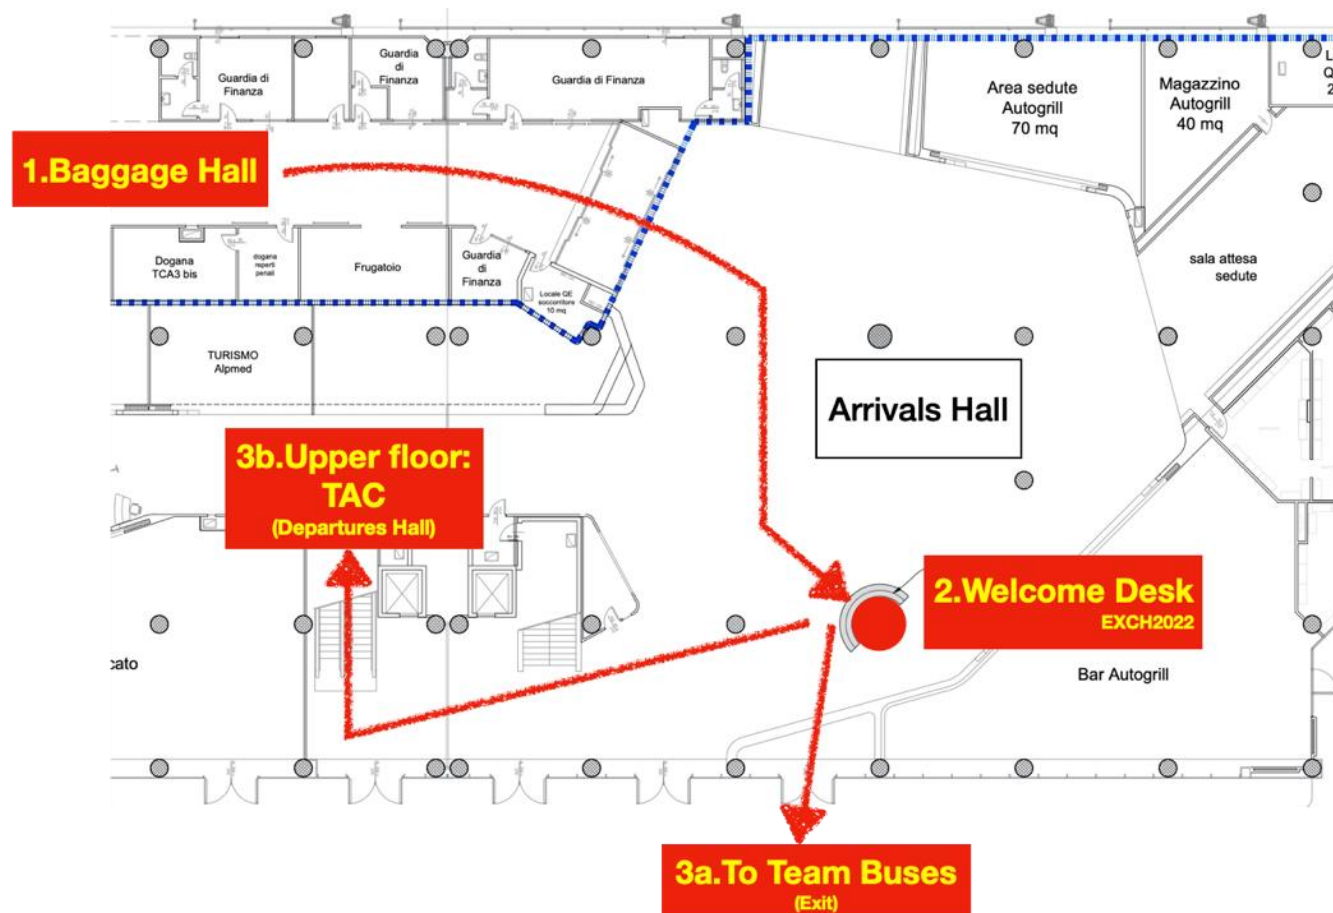 Guardia di
Finanza
Guardia
di
Finanza
Guardia di Finanza
Area sedute
Autogrill
70 mq
Magazzino
Autogrill
40 mq
L
Q
2
1.Baggage Hall
Dogana
TCA3 bis
dogana
reperti
penali
Frugatoio
Guardia
di
Finanza
Locale QE
soccorritore
10 mq
sala attesa
sedute
TURISMO
Alpmed
Arrivals Hall
3b.Upper floor:
TAC
(Departures Hall)
2.Welcome Desk
EXCH2022
cato
Bar Autogrill
3a.To Team Buses
(Exit)